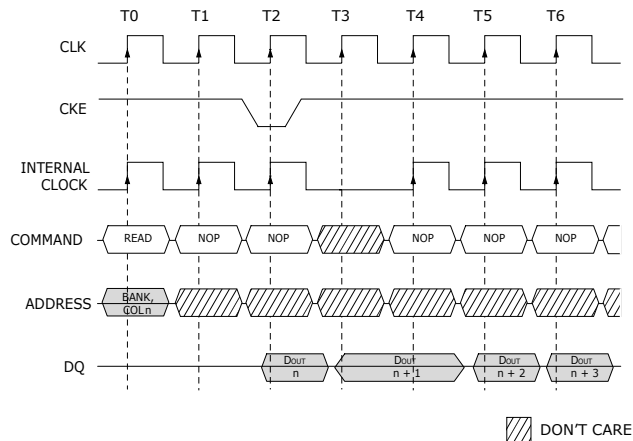 T0 T1 T2 T3 T4 T5 T6
CLK
CKE
INTERNAL
CLOCK
COMMAND READ NOP NOP NOP NOP NOP
ADDRESS BANK,
COL n
DQ DOUT DOUT DOUT DOUT
n n + 1 n + 2 n + 3
DON'T CARE